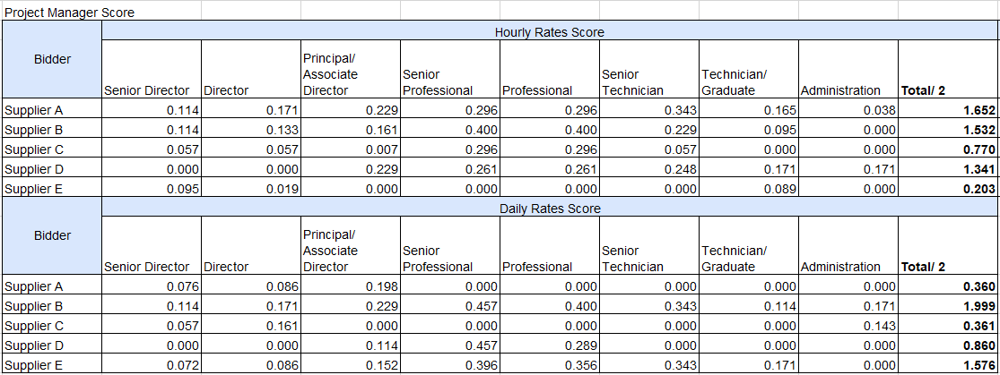 Project Manager Score
Hourly Rates Score
Bidder
Senior Director Director Principal/ Associate Director Senior Professional Professional Senior Technician Technician/ Graduate Administration Total/ 2
Supplier A 0.114 0.171 0.229 0.296 0.296 0.343 0.165 0.038 1.652
Supplier B 0.114 0.133 0.161 0.400 0.400 0.229 0.095 0.000 1.532
Supplier C 0.057 0.057 0.007 0.296 0.296 0.057 0.000 0.000 0.770
Supplier D 0.000 0.000 0.229 0.261 0.261 0.248 0.171 0.171 1.341
Supplier E 0.095 0.019 0.000 0.000 0.000 0.000 0.089 0.000 0.203
Daily Rates Score
Bidder
Senior Director Director Principal/ Associate Director Senior Professional Professional Senior Technician Technician/ Graduate Administration Total/ 2
Supplier A 0.076 0.086 0.198 0.000 0.000 0.000 0.000 0.000 0.360
Supplier B 0.114 0.171 0.229 0.457 0.400 0.343 0.114 0.171 1.999
Supplier C 0.057 0.161 0.000 0.000 0.000 0.000 0.000 0.143 0.361
Supplier D 0.000 0.000 0.114 0.457 0.289 0.000 0.000 0.000 0.860
Supplier E 0.072 0.086 0.152 0.396 0.356 0.343 0.171 0.000 1.576